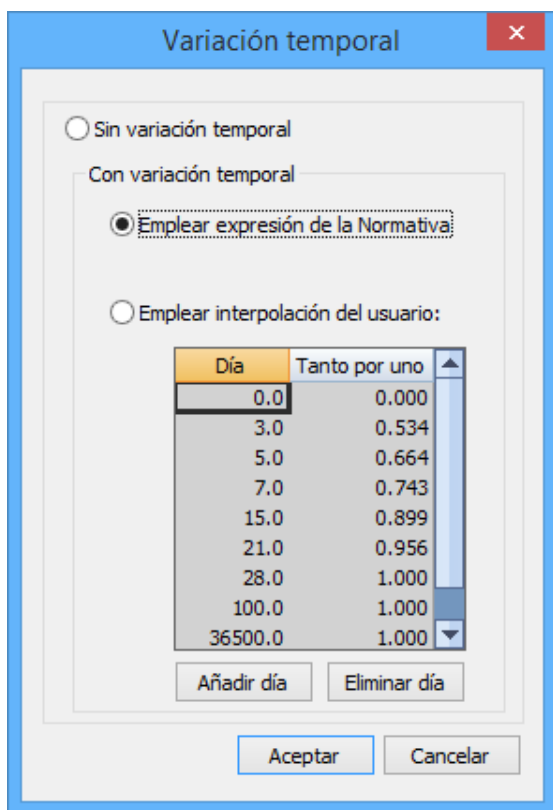 Variación temporal
Sin variación temporal
Con variación temporal
Emplear expresión de la Normativa
Emplear interpolación del usuario:
Día Tanto por uno
0.0 0.000
3.0 0.534
5.0 0.664
7.0 0.743
15.0 0.899
21.0 0.956
28.0 1.000
100.0 1.000
36500.0 1.000
Añadir día Eliminar día
Aceptar Cancelar